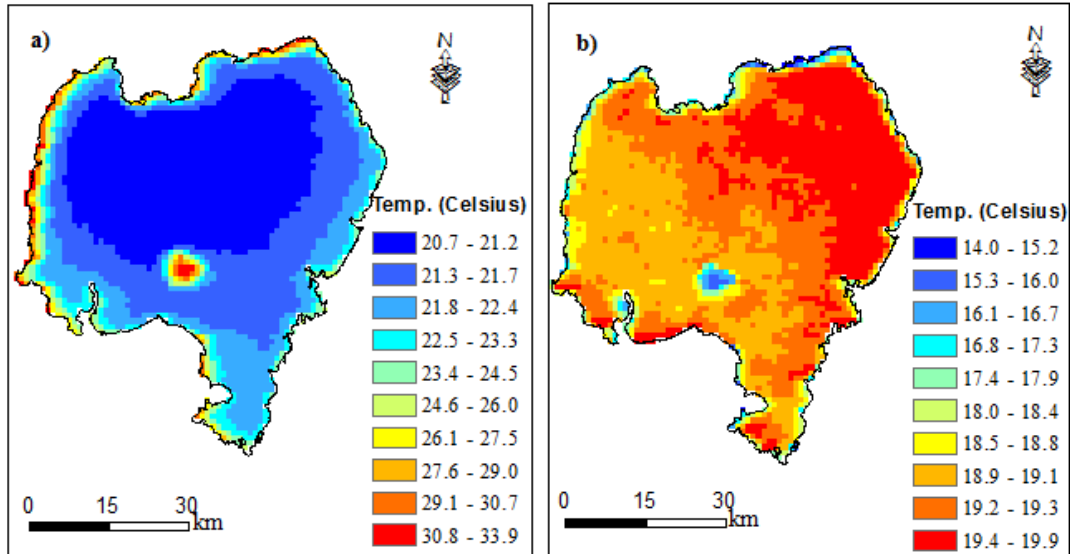 a)
N
Temp. (Celsius)
20.7 - 21.2
21.3 - 21.7
21.8 - 22.4
22.5 - 23.3
23.4 - 24.5
24.6 - 26.0
26.1 - 27.5
27.6 - 29.0
29.1 - 30.7
30.8 - 33.9
0 15 30
km
b)
N
Temp. (Celsius)
14.0 - 15.2
15.3 - 16.0
16.1 - 16.7
16.8 - 17.3
17.4 - 17.9
18.0 - 18.4
18.5 - 18.8
18.9 - 19.1
19.2 - 19.3
19.4 - 19.9
0 15 30
km